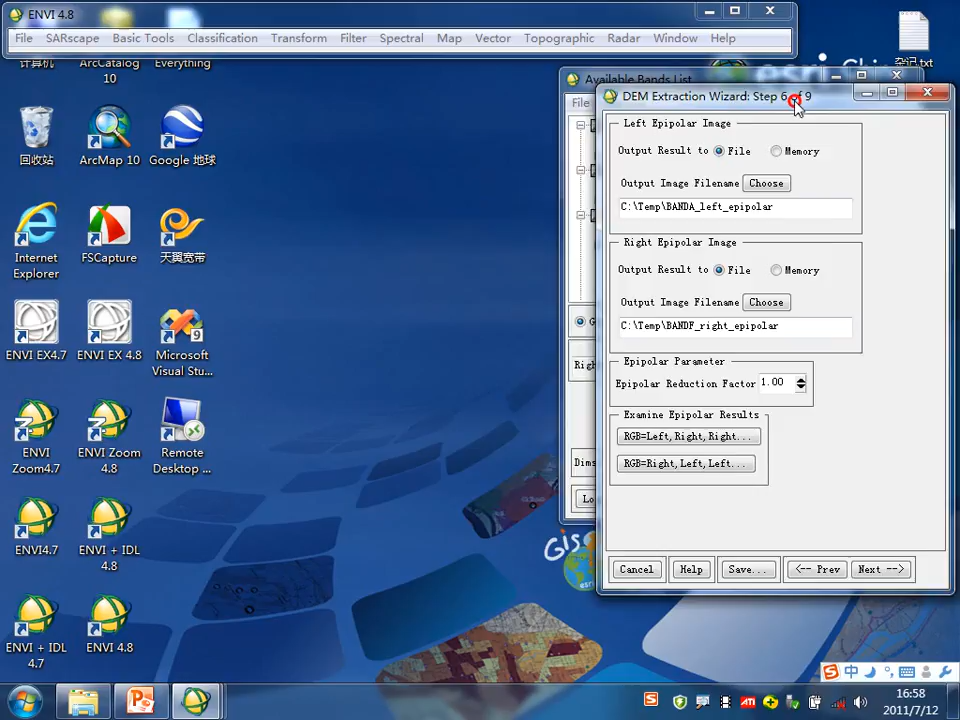 ENVI 4.8
File SARscape Basic Tools Classification Transform Filter Spectral Map Vector Topographic Radar Window Help
计算机
ArcCatalog 10
Everything
杂记.txt
Available Bands List
File
DEM Extraction Wizard: Step 6 of 9
Left Epipolar Image
Output Result to File Memory
Output Image Filename Choose
C:\Temp\BANDA_left_epipolar
Right Epipolar Image
Output Result to File Memory
Output Image Filename Choose
C:\Temp\BANDF_right_epipolar
Epipolar Parameter
Epipolar Reduction Factor 1.00
Examine Epipolar Results
RGB=Left,Right,Right...
RGB=Right,Left,Left...
Cancel Help Save... <-- Prev Next -->
回收站
ArcMap 10
Google 地球
Internet Explorer
FSCapture
天翼宽带
ENVI EX4.7
ENVI EX 4.8
Microsoft Visual Stu...
ENVI Zoom4.7
ENVI Zoom 4.8
Remote Desktop ...
ENVI4.7
ENVI + IDL 4.8
ENVI + IDL 4.7
ENVI 4.8
Righ
Dims
Lo
esri
中
ATI
16:58
2011/7/12